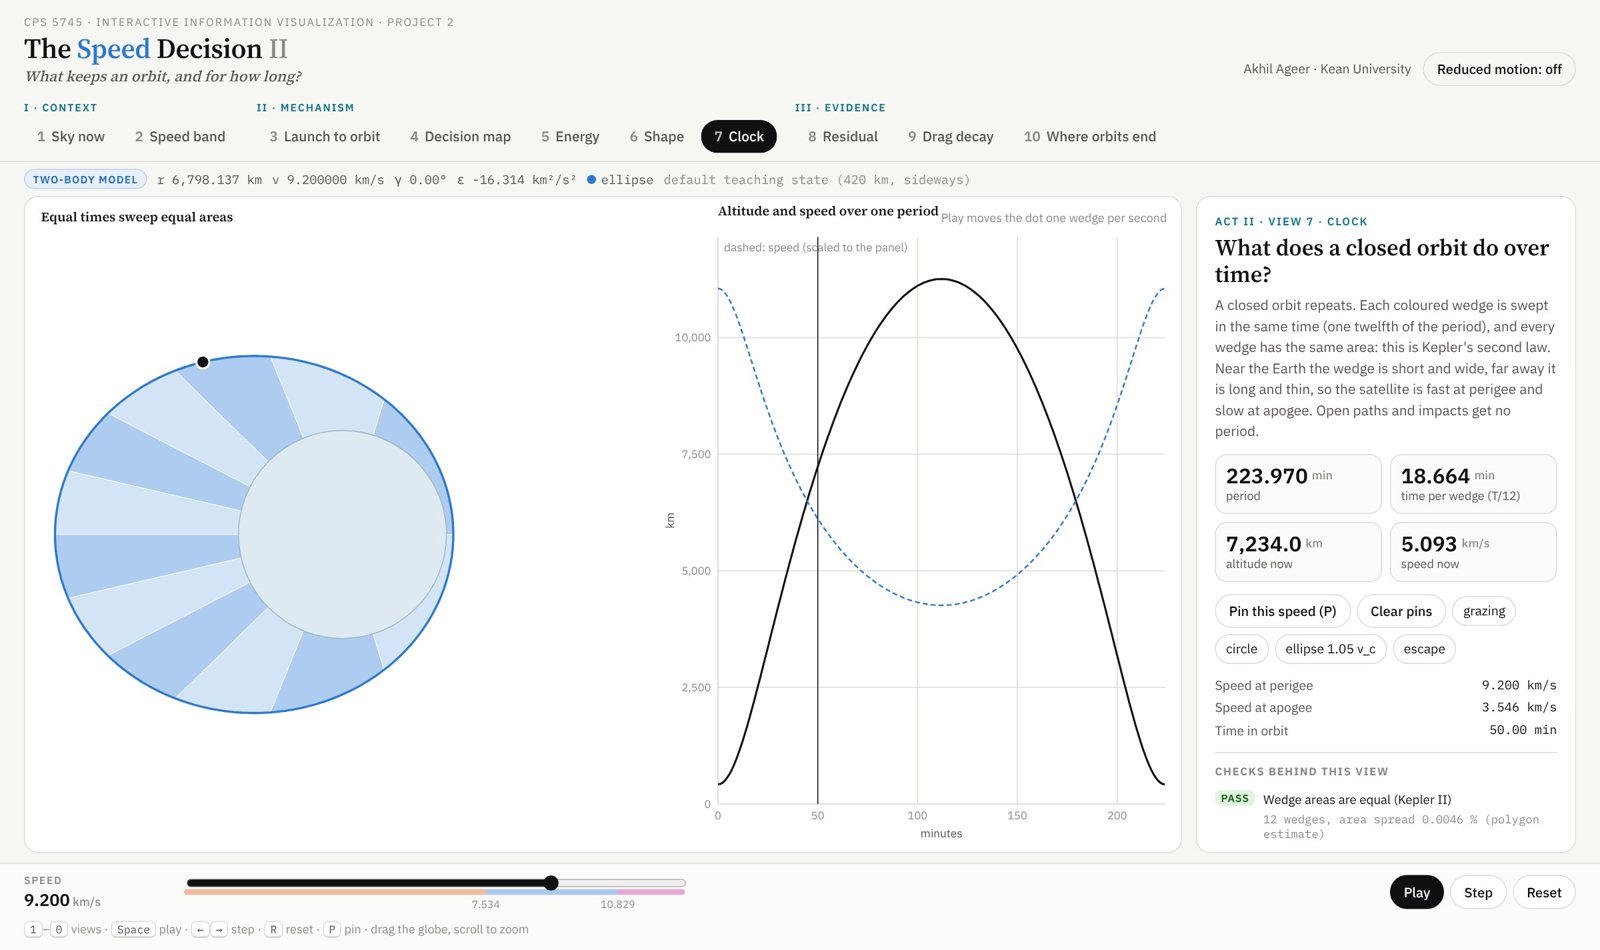 CPS 5745 · INTERACTIVE INFORMATION VISUALIZATION · PROJECT 2
The Speed Decision II
What keeps an orbit, and for how long?
Akhil Ageer · Kean University
Reduced motion: off
I · CONTEXT
II · MECHANISM
III · EVIDENCE
1 Sky now
2 Speed band
3 Launch to orbit
4 Decision map
5 Energy
6 Shape
7 Clock
8 Residual
9 Drag decay
10 Where orbits end
TWO-BODY MODEL
r 6,798.137 km v 9.200000 km/s γ 0.00° ε -16.314 km²/s² ellipse default teaching state (420 km, sideways)
Equal times sweep equal areas
Altitude and speed over one period
Play moves the dot one wedge per second
dashed: speed (scaled to the panel)
10,000
7,500
5,000
2,500
0
km
0 50 100 150 200
minutes
ACT II · VIEW 7 · CLOCK
What does a closed orbit do over
time?
A closed orbit repeats. Each coloured wedge is swept
in the same time (one twelfth of the period), and every
wedge has the same area: this is Kepler's second law.
Near the Earth the wedge is short and wide, far away it
is long and thin, so the satellite is fast at perigee and
slow at apogee. Open paths and impacts get no
period.
223.970 min
period
18.664 min
time per wedge (T/12)
7,234.0 km
altitude now
5.093 km/s
speed now
Pin this speed (P)
Clear pins
grazing
circle
ellipse 1.05 v_c
escape
Speed at perigee 9.200 km/s
Speed at apogee 3.546 km/s
Time in orbit 50.00 min
CHECKS BEHIND THIS VIEW
PASS Wedge areas are equal (Kepler II)
12 wedges, area spread 0.0046 % (polygon
estimate)
SPEED
9.200 km/s
7.534
10.829
Play
Step
Reset
1–0 views · Space play · ← → step · R reset · P pin · drag the globe, scroll to zoom